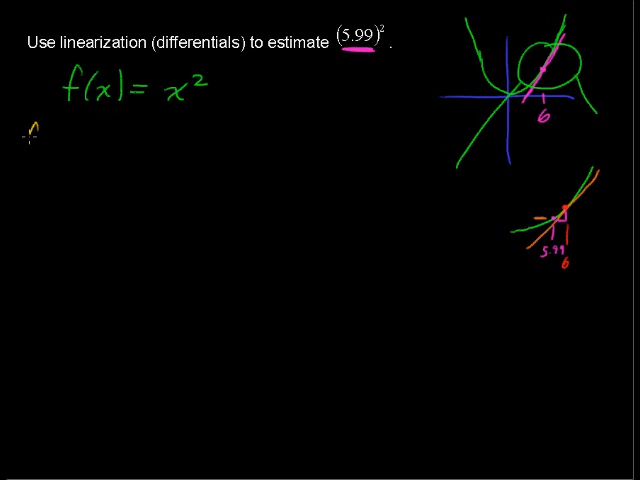 Use linearization (differentials) to estimate (5.99)².
f(x) = x²
6
5.99
6